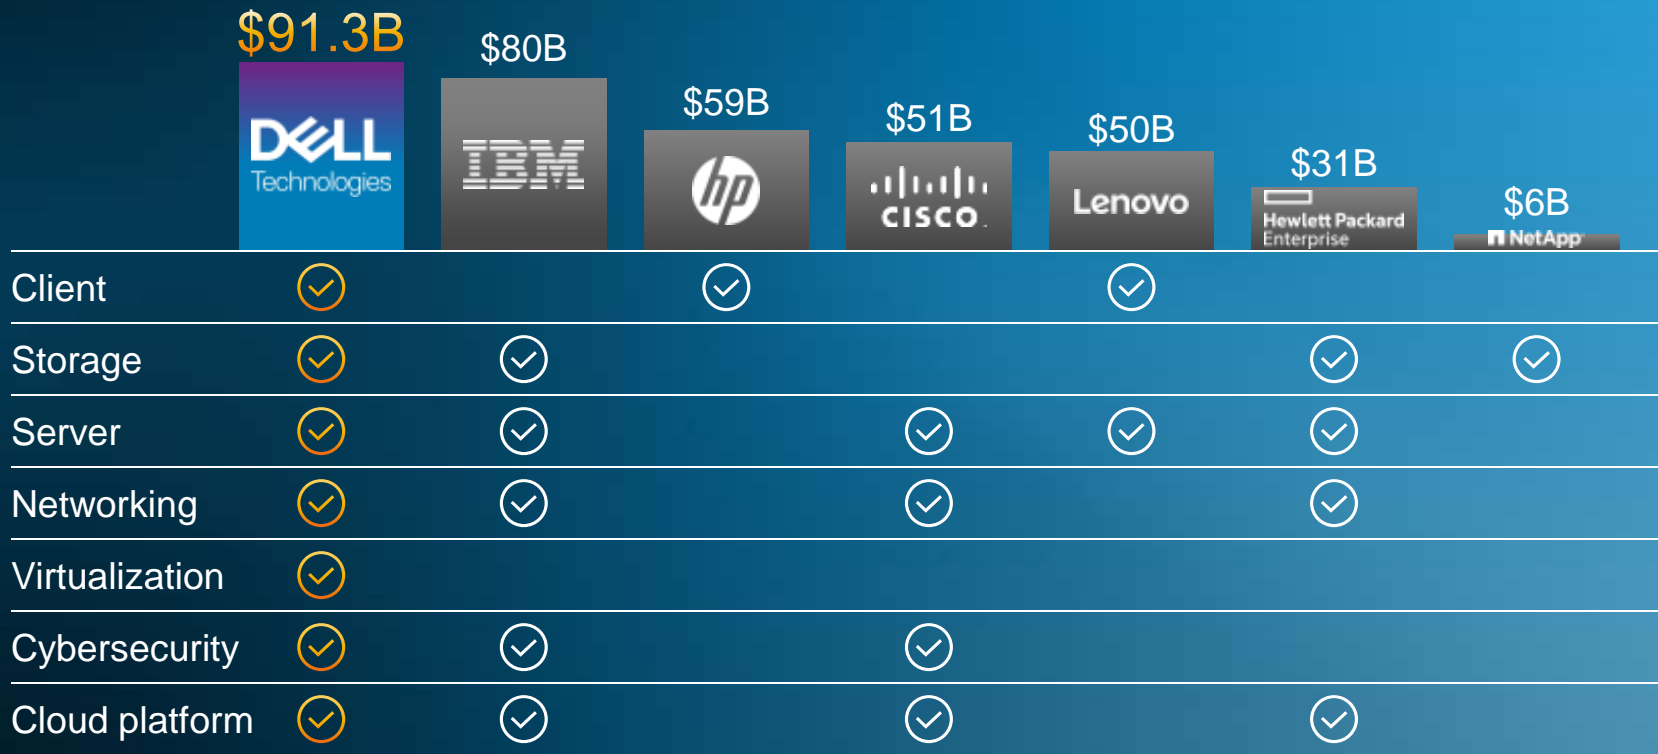 $91.3B
$80B
$59B
$51B
$50B
$31B
$6B
DELL
Technologies
IBM
hp
CISCO
Lenovo
Hewlett Packard
Enterprise
NetApp
Client
Storage
Server
Networking
Virtualization
Cybersecurity
Cloud platform